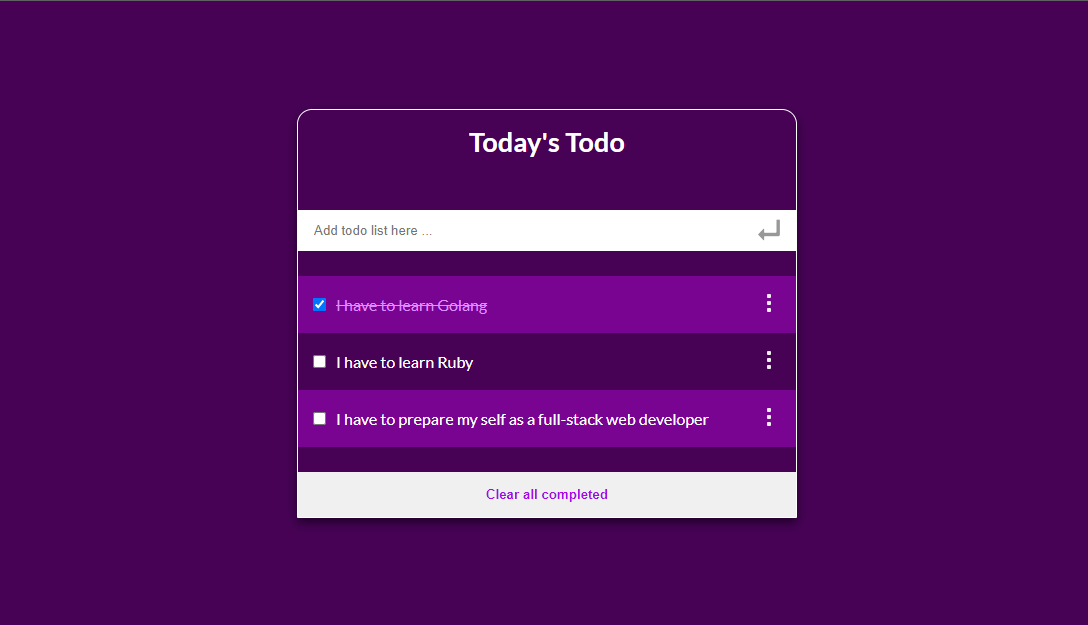 Today's Todo
Add todo list here ...
I have to learn Golang
I have to learn Ruby
I have to prepare my self as a full-stack web developer
Clear all completed